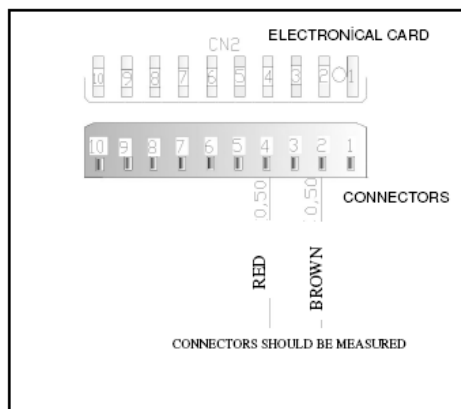 ELECTRONİCAL CARD
CN2
10 9 8 7 6 5 4 3 2 1
10 9 8 7 6 5 4 3 2 1
CONNECTORS
0,50 0,50
RED BROWN
CONNECTORS SHOULD BE MEASURED